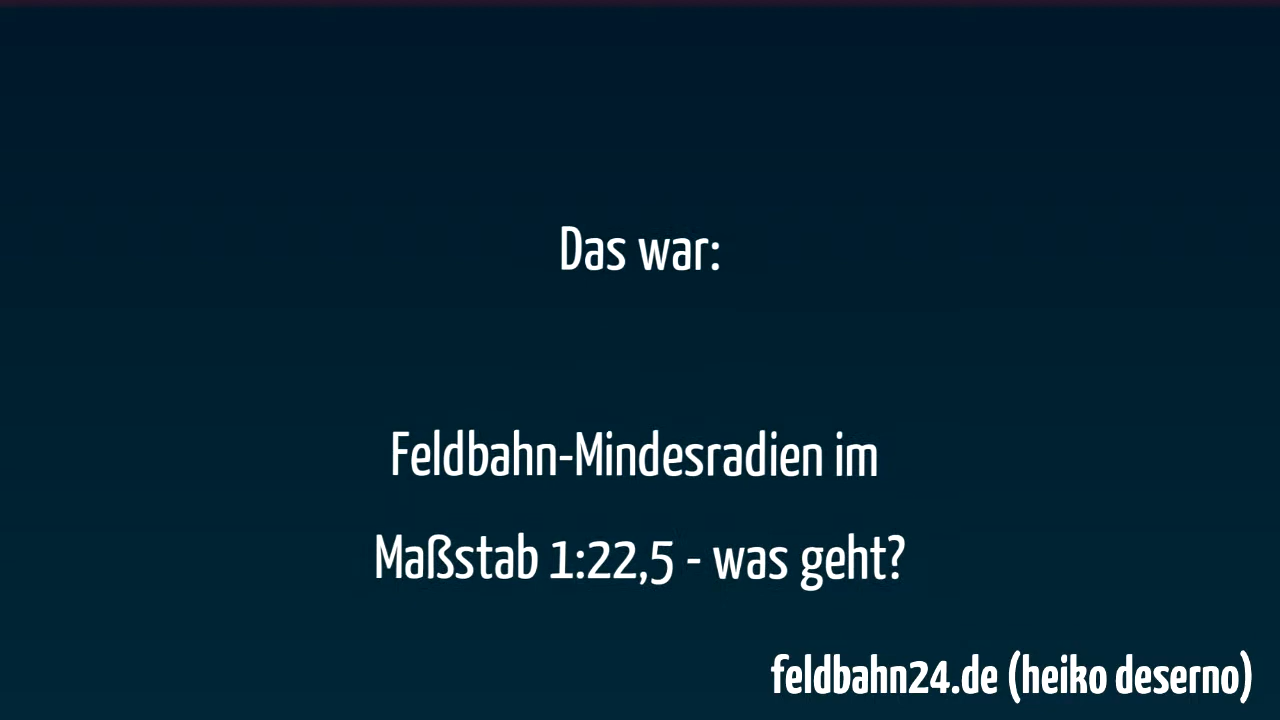 Das war:
Feldbahn-Mindesradien im
Maßstab 1:22,5 - was geht?
feldbahn24.de (heiko deserno)